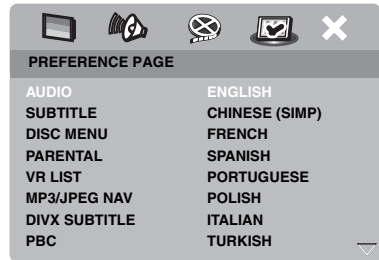 PREFERENCE PAGE
AUDIO ENGLISH
SUBTITLE CHINESE (SIMP)
DISC MENU FRENCH
PARENTAL SPANISH
VR LIST PORTUGUESE
MP3/JPEG NAV POLISH
DIVX SUBTITLE ITALIAN
PBC TURKISH